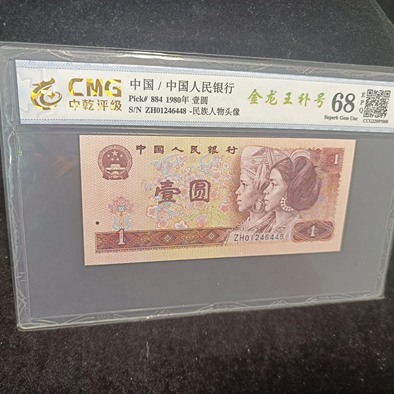 CMG
中乾评级
中国 / 中国人民银行
Pick# 884 1980年 壹圆
S/N ZH01246448 -民族人物头像
金龙王补号
68
EPQ
Superb Gem Unc
中国人民银行
壹圆
1
1
ZH01246448